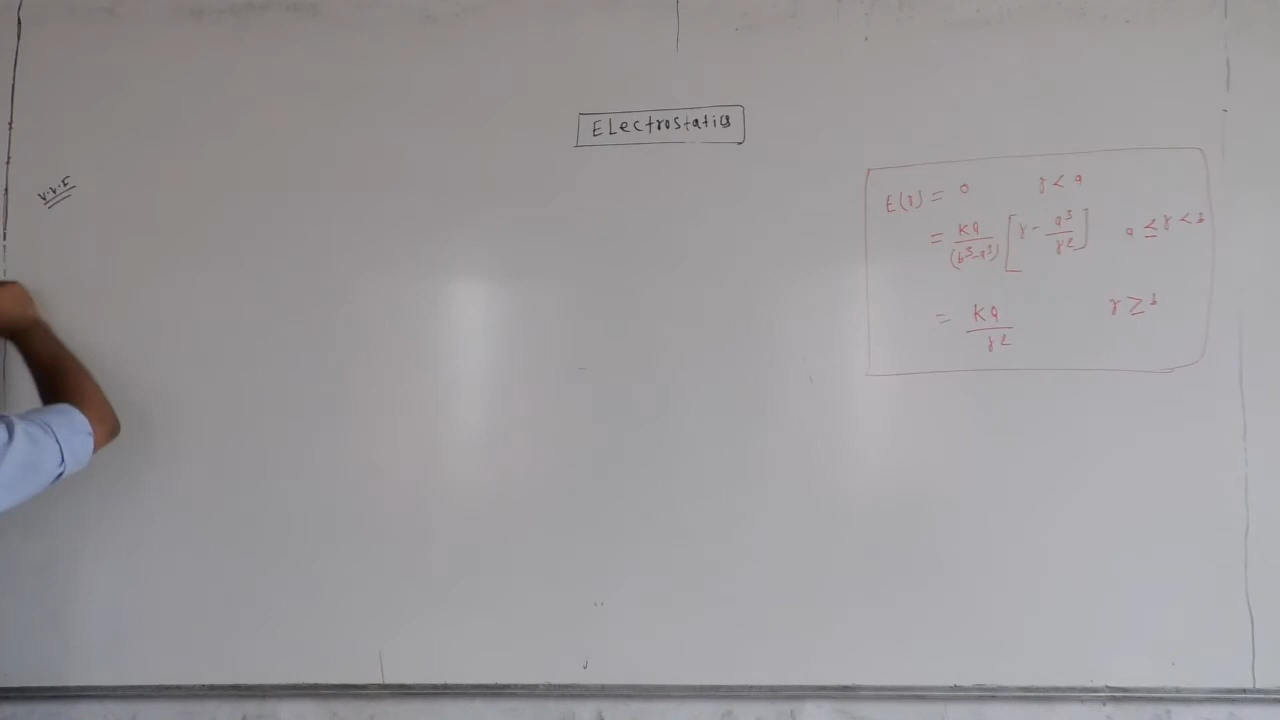 Electrostatics
V.V.I
E(r) = 0 r < a
= kq/(b³-a³) [r - a³/r²] a ≤ r < b
= kq/r² r ≥ b